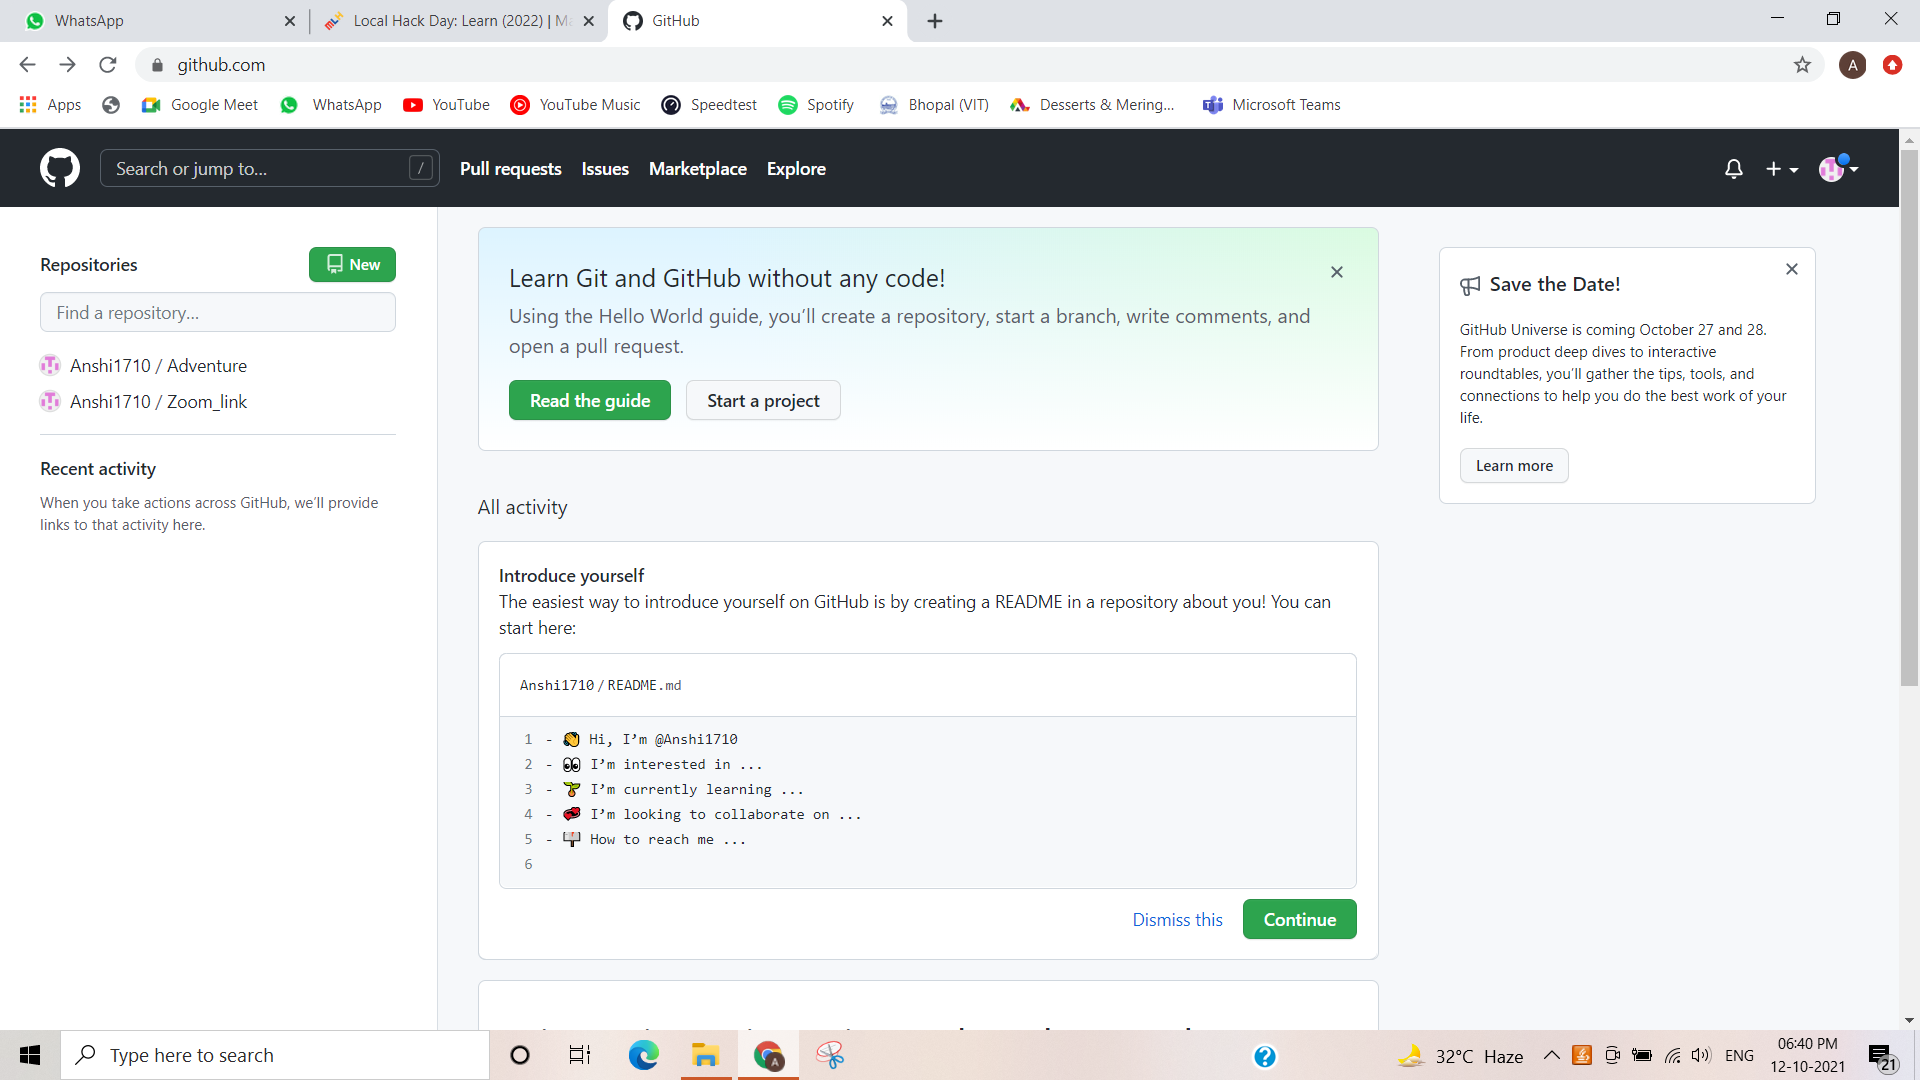 WhatsApp
Local Hack Day: Learn (2022) | Ma
GitHub
github.com
A
Apps
Google Meet
WhatsApp
YouTube
YouTube Music
Speedtest
Spotify
Bhopal (VIT)
Desserts & Mering...
Microsoft Teams
Search or jump to...
/
Pull requests
Issues
Marketplace
Explore
Repositories
New
Find a repository...
Anshi1710 / Adventure
Anshi1710 / Zoom_link
Recent activity
When you take actions across GitHub, we’ll provide
links to that activity here.
Learn Git and GitHub without any code!
Using the Hello World guide, you’ll create a repository, start a branch, write comments, and
open a pull request.
Read the guide
Start a project
All activity
Introduce yourself
The easiest way to introduce yourself on GitHub is by creating a README in a repository about you! You can
start here:
Anshi1710 / README.md
1 - 👋 Hi, I’m @Anshi1710
2 - 👀 I’m interested in ...
3 - 🌱 I’m currently learning ...
4 - 💞️ I’m looking to collaborate on ...
5 - 📫 How to reach me ...
6
Dismiss this
Continue
Save the Date!
GitHub Universe is coming October 27 and 28.
From product deep dives to interactive
roundtables, you’ll gather the tips, tools, and
connections to help you do the best work of your
life.
Learn more
Type here to search
A
32°C Haze
ENG
06:40 PM
12-10-2021
21